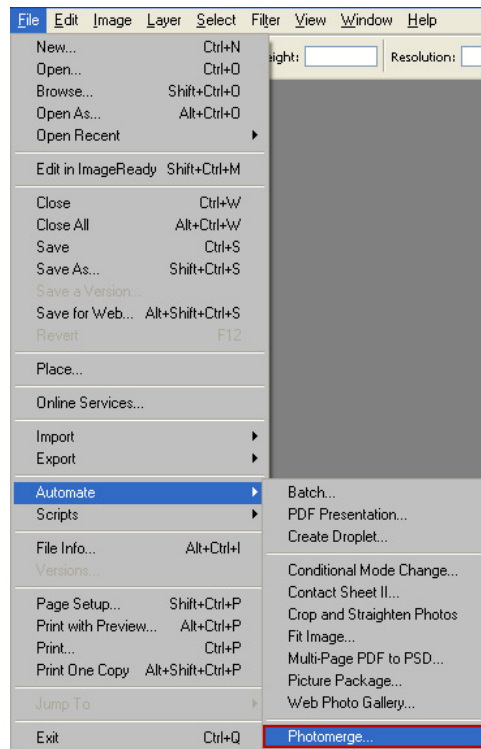 File Edit Image Layer Select Filter View Window Help
eight: Resolution:
New... Ctrl+N
Open... Ctrl+O
Browse... Shift+Ctrl+O
Open As... Alt+Ctrl+O
Open Recent
Edit in ImageReady Shift+Ctrl+M
Close Ctrl+W
Close All Alt+Ctrl+W
Save Ctrl+S
Save As... Shift+Ctrl+S
Save a Version...
Save for Web... Alt+Shift+Ctrl+S
Revert F12
Place...
Online Services...
Import
Export
Automate
Scripts
File Info... Alt+Ctrl+I
Versions...
Page Setup... Shift+Ctrl+P
Print with Preview... Alt+Ctrl+P
Print... Ctrl+P
Print One Copy Alt+Shift+Ctrl+P
Jump To
Exit Ctrl+Q
Batch...
PDF Presentation...
Create Droplet...
Conditional Mode Change...
Contact Sheet II...
Crop and Straighten Photos
Fit Image...
Multi-Page PDF to PSD...
Picture Package...
Web Photo Gallery...
Photomerge...